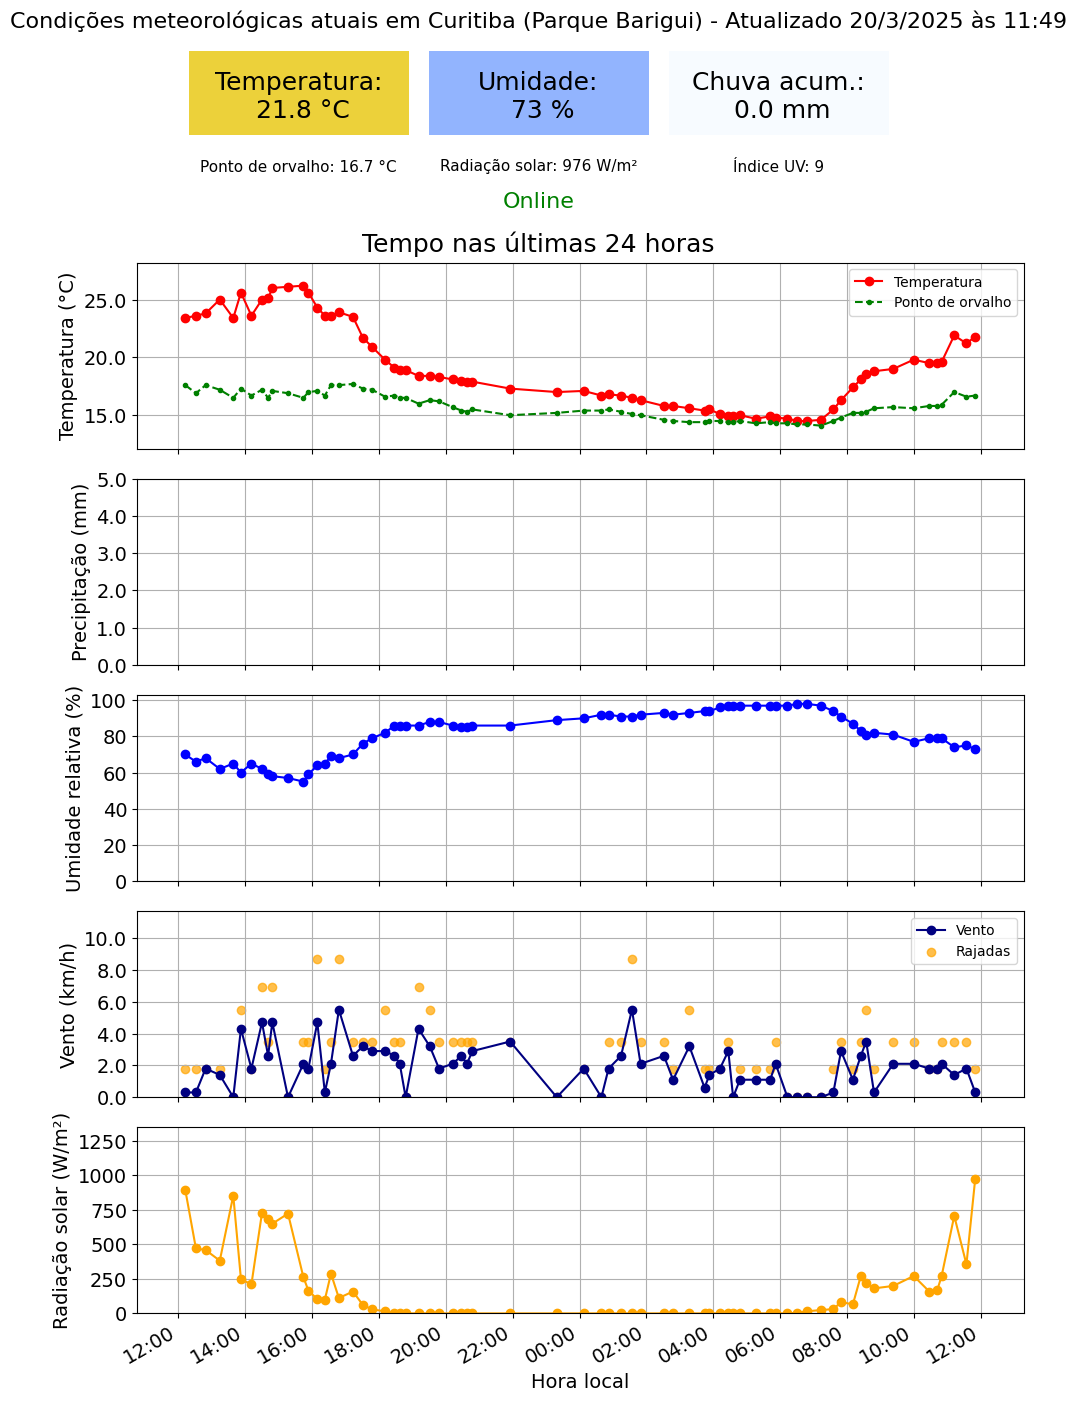 Condições meteorológicas atuais em Curitiba (Parque Barigui) - Atualizado 20/3/2025 às 11:49
Temperatura:
21.8 °C
Umidade:
73 %
Chuva acum.:
0.0 mm
Ponto de orvalho: 16.7 °C
Radiação solar: 976 W/m²
Índice UV: 9
Online
Tempo nas últimas 24 horas
Temperatura (°C)
25.0
20.0
15.0
Temperatura
Ponto de orvalho
Precipitação (mm)
5.0
4.0
3.0
2.0
1.0
0.0
Umidade relativa (%)
100
80
60
40
20
0
Vento (km/h)
10.0
8.0
6.0
4.0
2.0
0.0
Vento
Rajadas
Radiação solar (W/m²)
1250
1000
750
500
250
0
12:00
14:00
16:00
18:00
20:00
22:00
00:00
02:00
04:00
06:00
08:00
10:00
12:00
Hora local